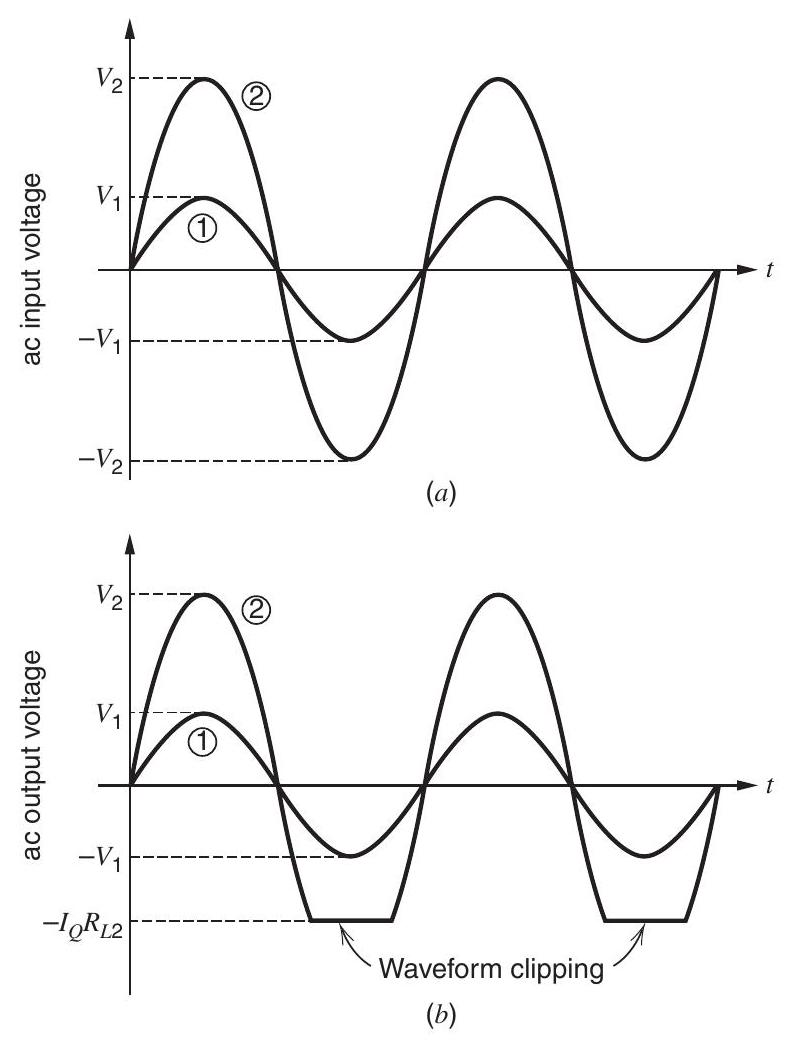 V2
②
V1
①
ac input voltage
t
−V1
−V2
(a)
V2
②
V1
①
ac output voltage
t
−V1
−IQRL2
Waveform clipping
(b)